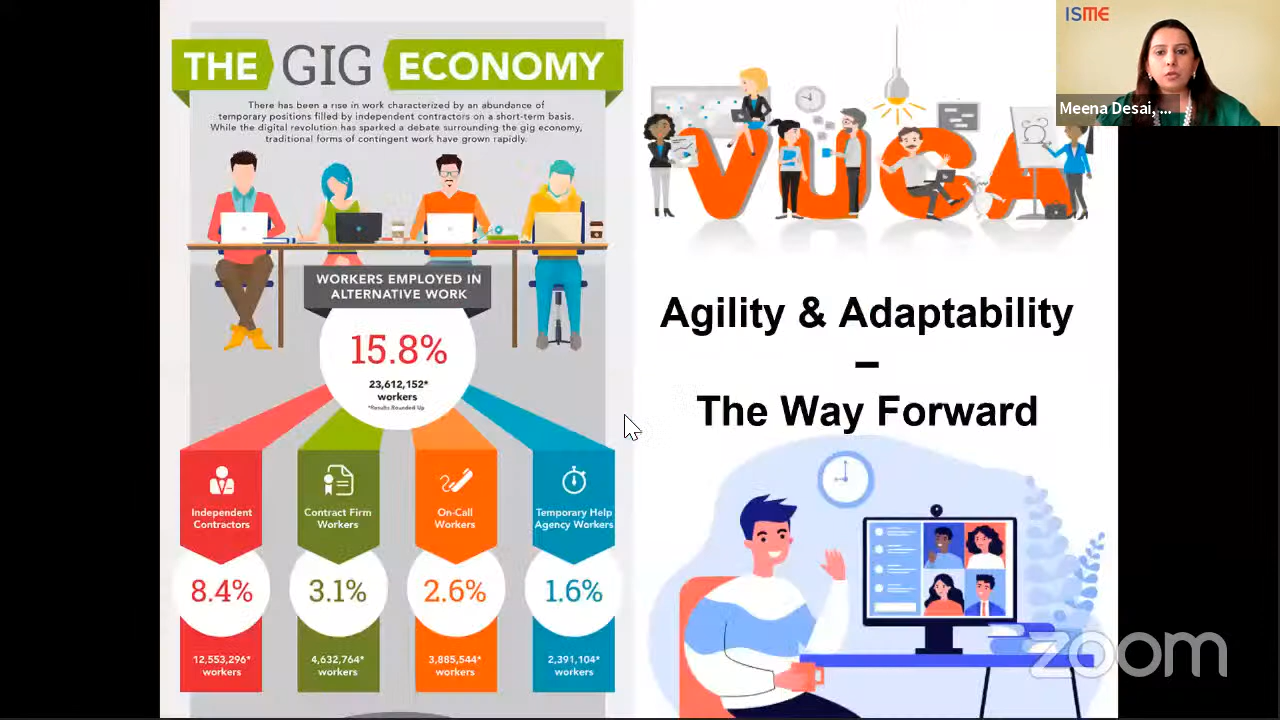 THE GIG ECONOMY
There has been a rise in work characterized by an abundance of
temporary positions filled by independent contractors on a short-term basis.
While the digital revolution has sparked a debate surrounding the gig economy,
traditional forms of contingent work have grown rapidly.
WORKERS EMPLOYED IN
ALTERNATIVE WORK
15.8%
23,612,152*
workers
*Results Rounded Up
Independent
Contractors
8.4%
12,553,296*
workers
Contract Firm
Workers
3.1%
4,632,764*
workers
On-Call
Workers
2.6%
3,885,544*
workers
Temporary Help
Agency Workers
1.6%
2,391,104*
workers
VUCA
Agility & Adaptability
–
The Way Forward
ISME
Meena Desai, ...
zoom